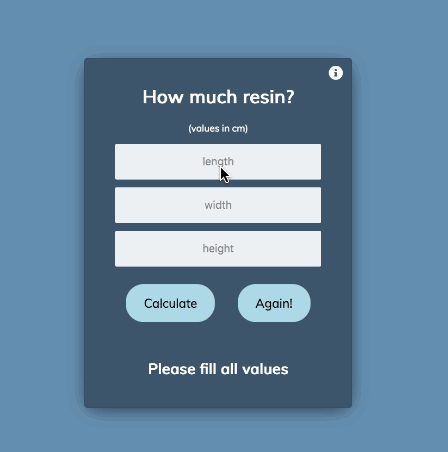 How much resin?
(values in cm)
length
width
height
Calculate
Again!
Please fill all values